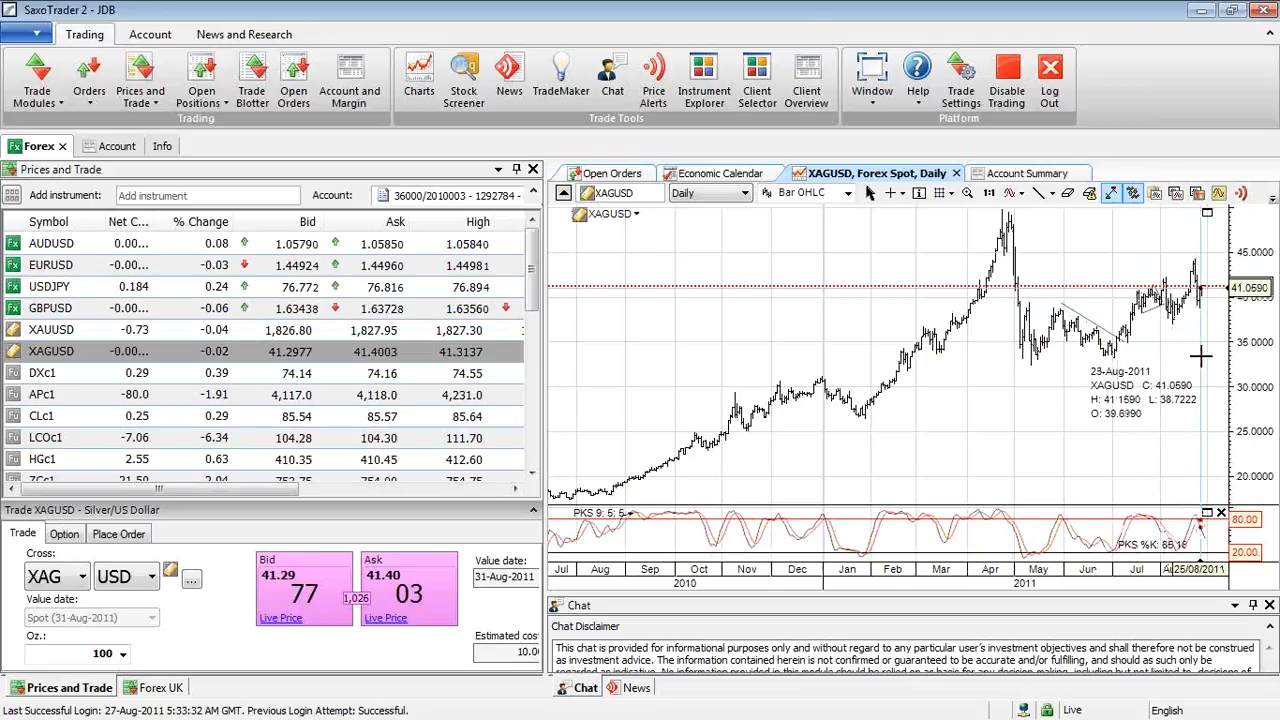 SaxoTrader 2 - JDB
Trading Account News and Research
Trade Modules
Orders
Prices and Trade
Open Positions
Trade Blotter
Open Orders
Account and Margin
Charts
Stock Screener
News
TradeMaker
Chat
Price Alerts
Instrument Explorer
Client Selector
Client Overview
Window
Help
Trade Settings
Disable Trading
Log Out
Trading Trade Tools Platform
Fx Forex Account Info
Prices and Trade
Add instrument: Add instrument Account: 36000/2010003 - 1292784 -
Symbol Net C... % Change Bid Ask High
Fx AUDUSD 0.00... 0.08 1.05790 1.05850 1.05840
Fx EURUSD -0.00... -0.03 1.44924 1.44960 1.44981
Fx USDJPY 0.184 0.24 76.772 76.816 76.894
Fx GBPUSD -0.00... -0.06 1.63438 1.63728 1.63560
XAUUSD -0.73 -0.04 1,826.80 1,827.95 1,827.30
XAGUSD -0.00... -0.02 41.2977 41.4003 41.3137
Fu DXc1 0.29 0.39 74.14 74.16 74.55
Fu APc1 -80.0 -1.91 4,117.0 4,118.0 4,231.0
Fu CLc1 0.25 0.29 85.54 85.57 85.64
Fu LCOc1 -7.06 -6.34 104.28 104.30 111.70
Fu HGc1 2.55 0.63 410.35 410.45 412.60
Trade XAGUSD - Silver/US Dollar
Trade Option Place Order
Cross:
XAG USD ...
Value date:
Spot (31-Aug-2011)
Oz.:
100
Bid
41.29
77
Live Price
1,026
Ask
41.40
03
Live Price
Value date:
31-Aug-2011
Estimated cos
10.0
Prices and Trade Forex UK
Open Orders Economic Calendar XAGUSD, Forex Spot, Daily Account Summary
XAGUSD Daily Bar OHLC 1:1
XAGUSD
45.0000
41.0590
35.0000
30.0000
25.0000
20.0000
23-Aug-2011
XAGUSD C: 41.0590
H: 41.1590 L: 38.7222
O: 39.6990
PKS 9: 5; 5
80.00
20.00
Jul Aug Sep Oct Nov Dec Jan Feb Mar Apr May Jun Jul 25/08/2011
2010 2011
Chat
Chat Disclaimer
This chat is provided for informational purposes only and without regard to any particular user's investment objectives and shall therefore not be construed
as investment advice. The information contained herein is not confirmed or guaranteed to be accurate and/or fulfilling, and should as such only be
Chat News
Last Successful Login: 27-Aug-2011 5:33:32 AM GMT. Previous Login Attempt: Successful. Live English